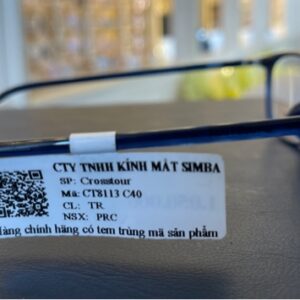 CTY TNHH KÍNH MẮT SIMBA
SP: Crosstour
Mã: CT8113 C40
CL: TR
NSX: PRC
Hàng chính hãng có tem trùng mã sản phẩm